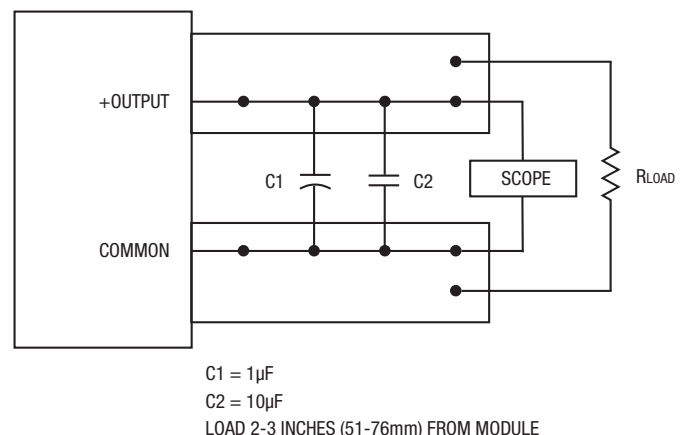 +OUTPUT
C1
C2
SCOPE
RLOAD
COMMON
C1 = 1µF
C2 = 10µF
LOAD 2-3 INCHES (51-76mm) FROM MODULE